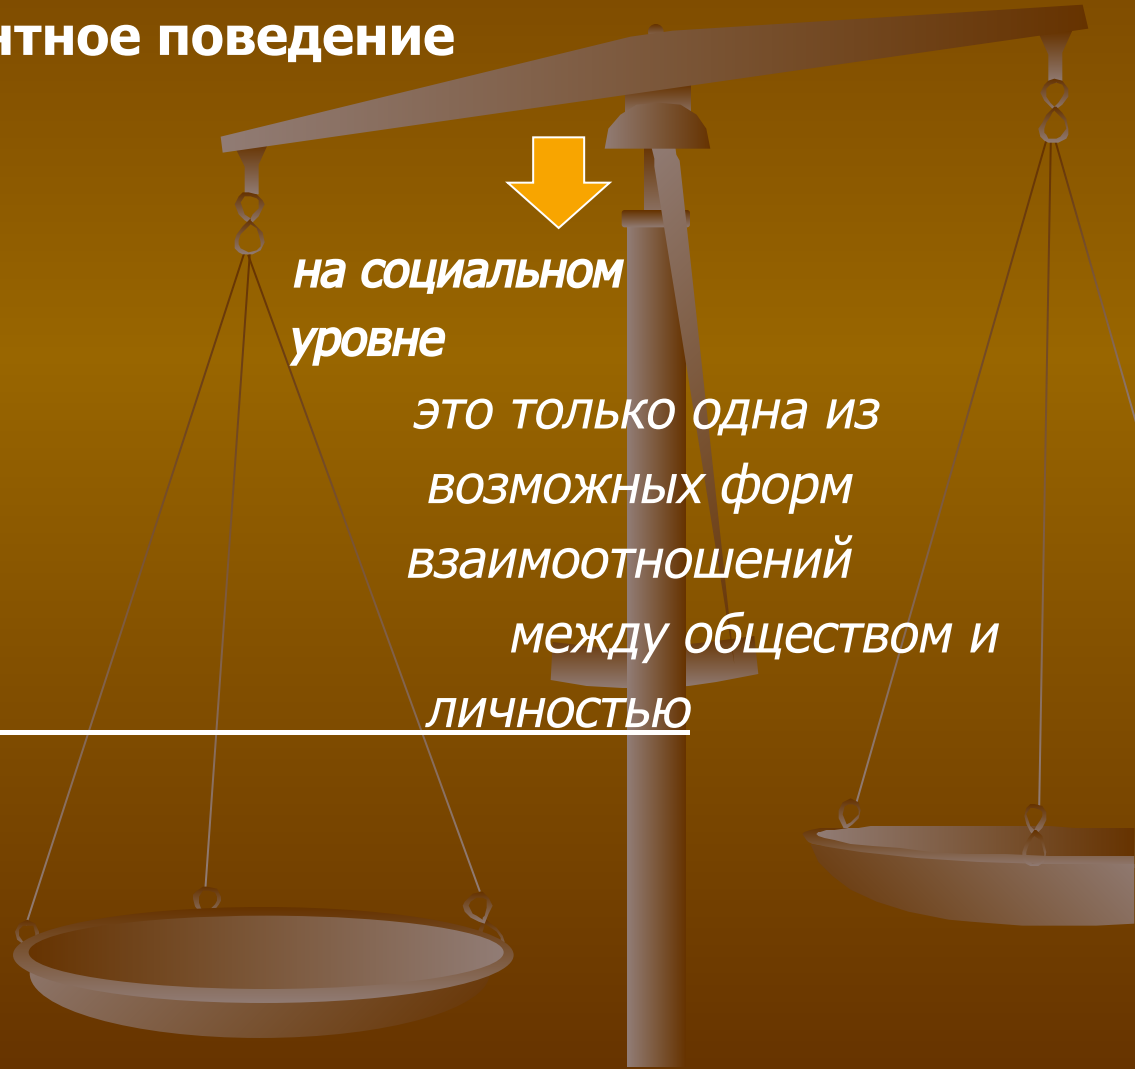 нтное поведение
на социальном
уровне
это только одна из
возможных форм
взаимоотношений
между обществом и
личностью